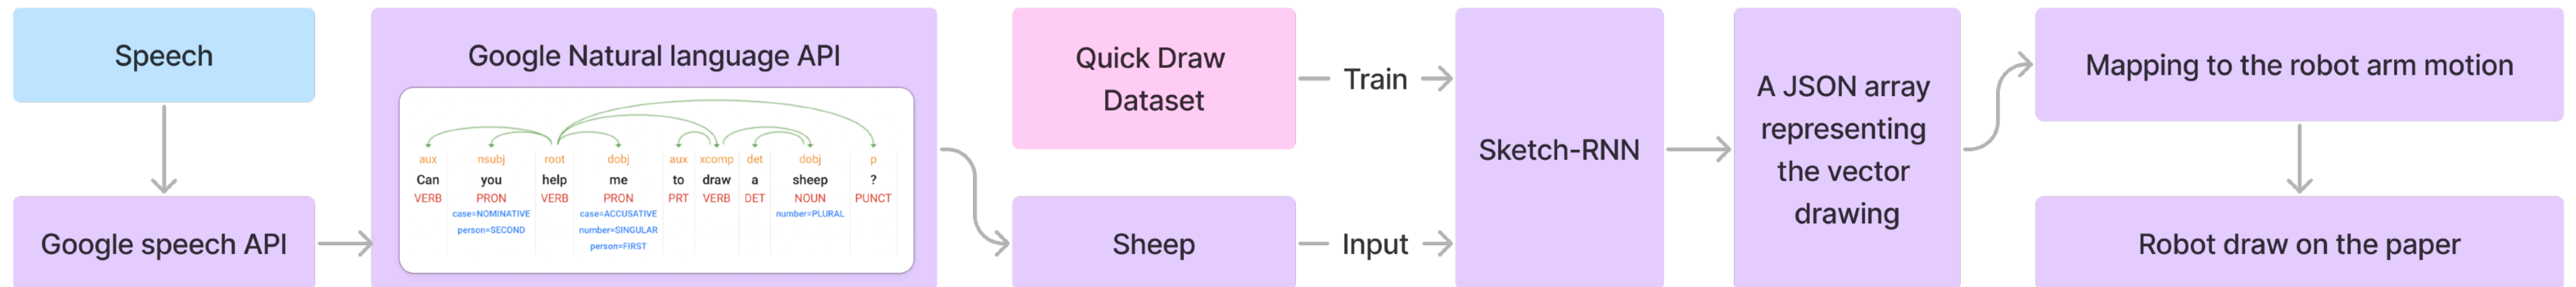 Speech
Google speech API
Google Natural language API
aux nsubj root dobj aux xcomp det dobj p
Can you help me to draw a sheep ?
VERB PRON VERB PRON PRT VERB DET NOUN PUNCT
case=NOMINATIVE case=ACCUSATIVE number=PLURAL
person=SECOND number=SINGULAR
person=FIRST
Quick Draw
Dataset
Train
Sheep
Input
Sketch-RNN
A JSON array
representing
the vector
drawing
Mapping to the robot arm motion
Robot draw on the paper